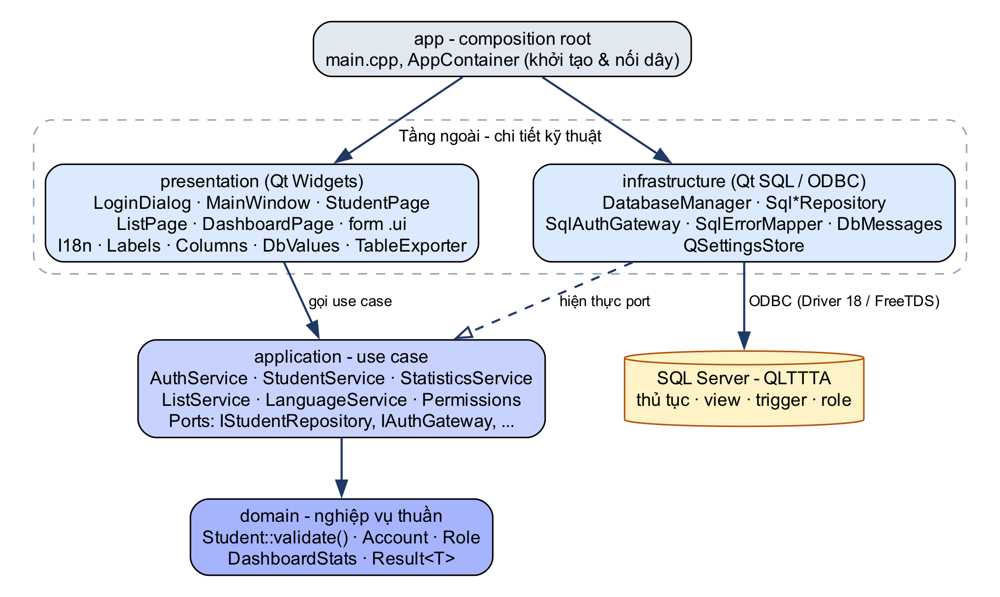 app - composition root
main.cpp, AppContainer (khởi tạo & nối dây)
Tầng ngoài - chi tiết kỹ thuật
presentation (Qt Widgets)
LoginDialog · MainWindow · StudentPage
ListPage · DashboardPage · form .ui
I18n · Labels · Columns · DbValues · TableExporter
infrastructure (Qt SQL / ODBC)
DatabaseManager · Sql*Repository
SqlAuthGateway · SqlErrorMapper · DbMessages
QSettingsStore
gọi use case
hiện thực port
ODBC (Driver 18 / FreeTDS)
application - use case
AuthService · StudentService · StatisticsService
ListService · LanguageService · Permissions
Ports: IStudentRepository, IAuthGateway, ...
SQL Server - QLTTTA
thủ tục · view · trigger · role
domain - nghiệp vụ thuần
Student::validate() · Account · Role
DashboardStats · Result<T>